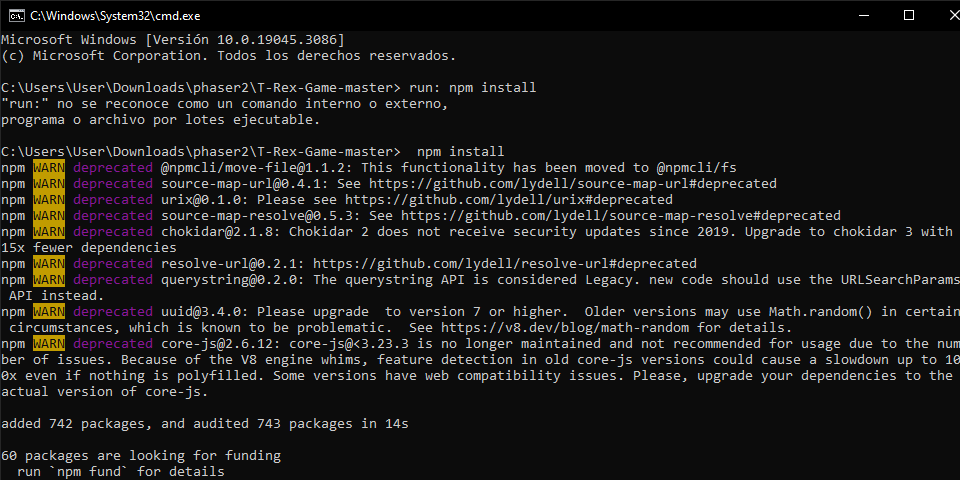 C:\Windows\System32\cmd.exe
Microsoft Windows [Versión 10.0.19045.3086]
(c) Microsoft Corporation. Todos los derechos reservados.
C:\Users\User\Downloads\phaser2\T-Rex-Game-master> run: npm install
"run:" no se reconoce como un comando interno o externo,
programa o archivo por lotes ejecutable.
C:\Users\User\Downloads\phaser2\T-Rex-Game-master>  npm install
npm WARN deprecated @npmcli/move-file@1.1.2: This functionality has been moved to @npmcli/fs
npm WARN deprecated source-map-url@0.4.1: See https://github.com/lydell/source-map-url#deprecated
npm WARN deprecated urix@0.1.0: Please see https://github.com/lydell/urix#deprecated
npm WARN deprecated source-map-resolve@0.5.3: See https://github.com/lydell/source-map-resolve#deprecated
npm WARN deprecated chokidar@2.1.8: Chokidar 2 does not receive security updates since 2019. Upgrade to chokidar 3 with
15x fewer dependencies
npm WARN deprecated resolve-url@0.2.1: https://github.com/lydell/resolve-url#deprecated
npm WARN deprecated querystring@0.2.0: The querystring API is considered Legacy. new code should use the URLSearchParams
 API instead.
npm WARN deprecated uuid@3.4.0: Please upgrade  to version 7 or higher.  Older versions may use Math.random() in certain
 circumstances, which is known to be problematic.  See https://v8.dev/blog/math-random for details.
npm WARN deprecated core-js@2.6.12: core-js@<3.23.3 is no longer maintained and not recommended for usage due to the num
ber of issues. Because of the V8 engine whims, feature detection in old core-js versions could cause a slowdown up to 10
0x even if nothing is polyfilled. Some versions have web compatibility issues. Please, upgrade your dependencies to the
actual version of core-js.
added 742 packages, and audited 743 packages in 14s
60 packages are looking for funding
  run `npm fund` for details